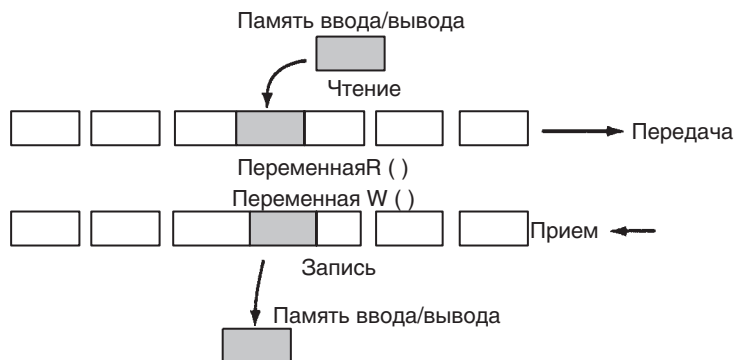 Память ввода/вывода
Чтение
Передача
ПеременнаяR ( )
Переменная W ( )
Прием
Запись
Память ввода/вывода